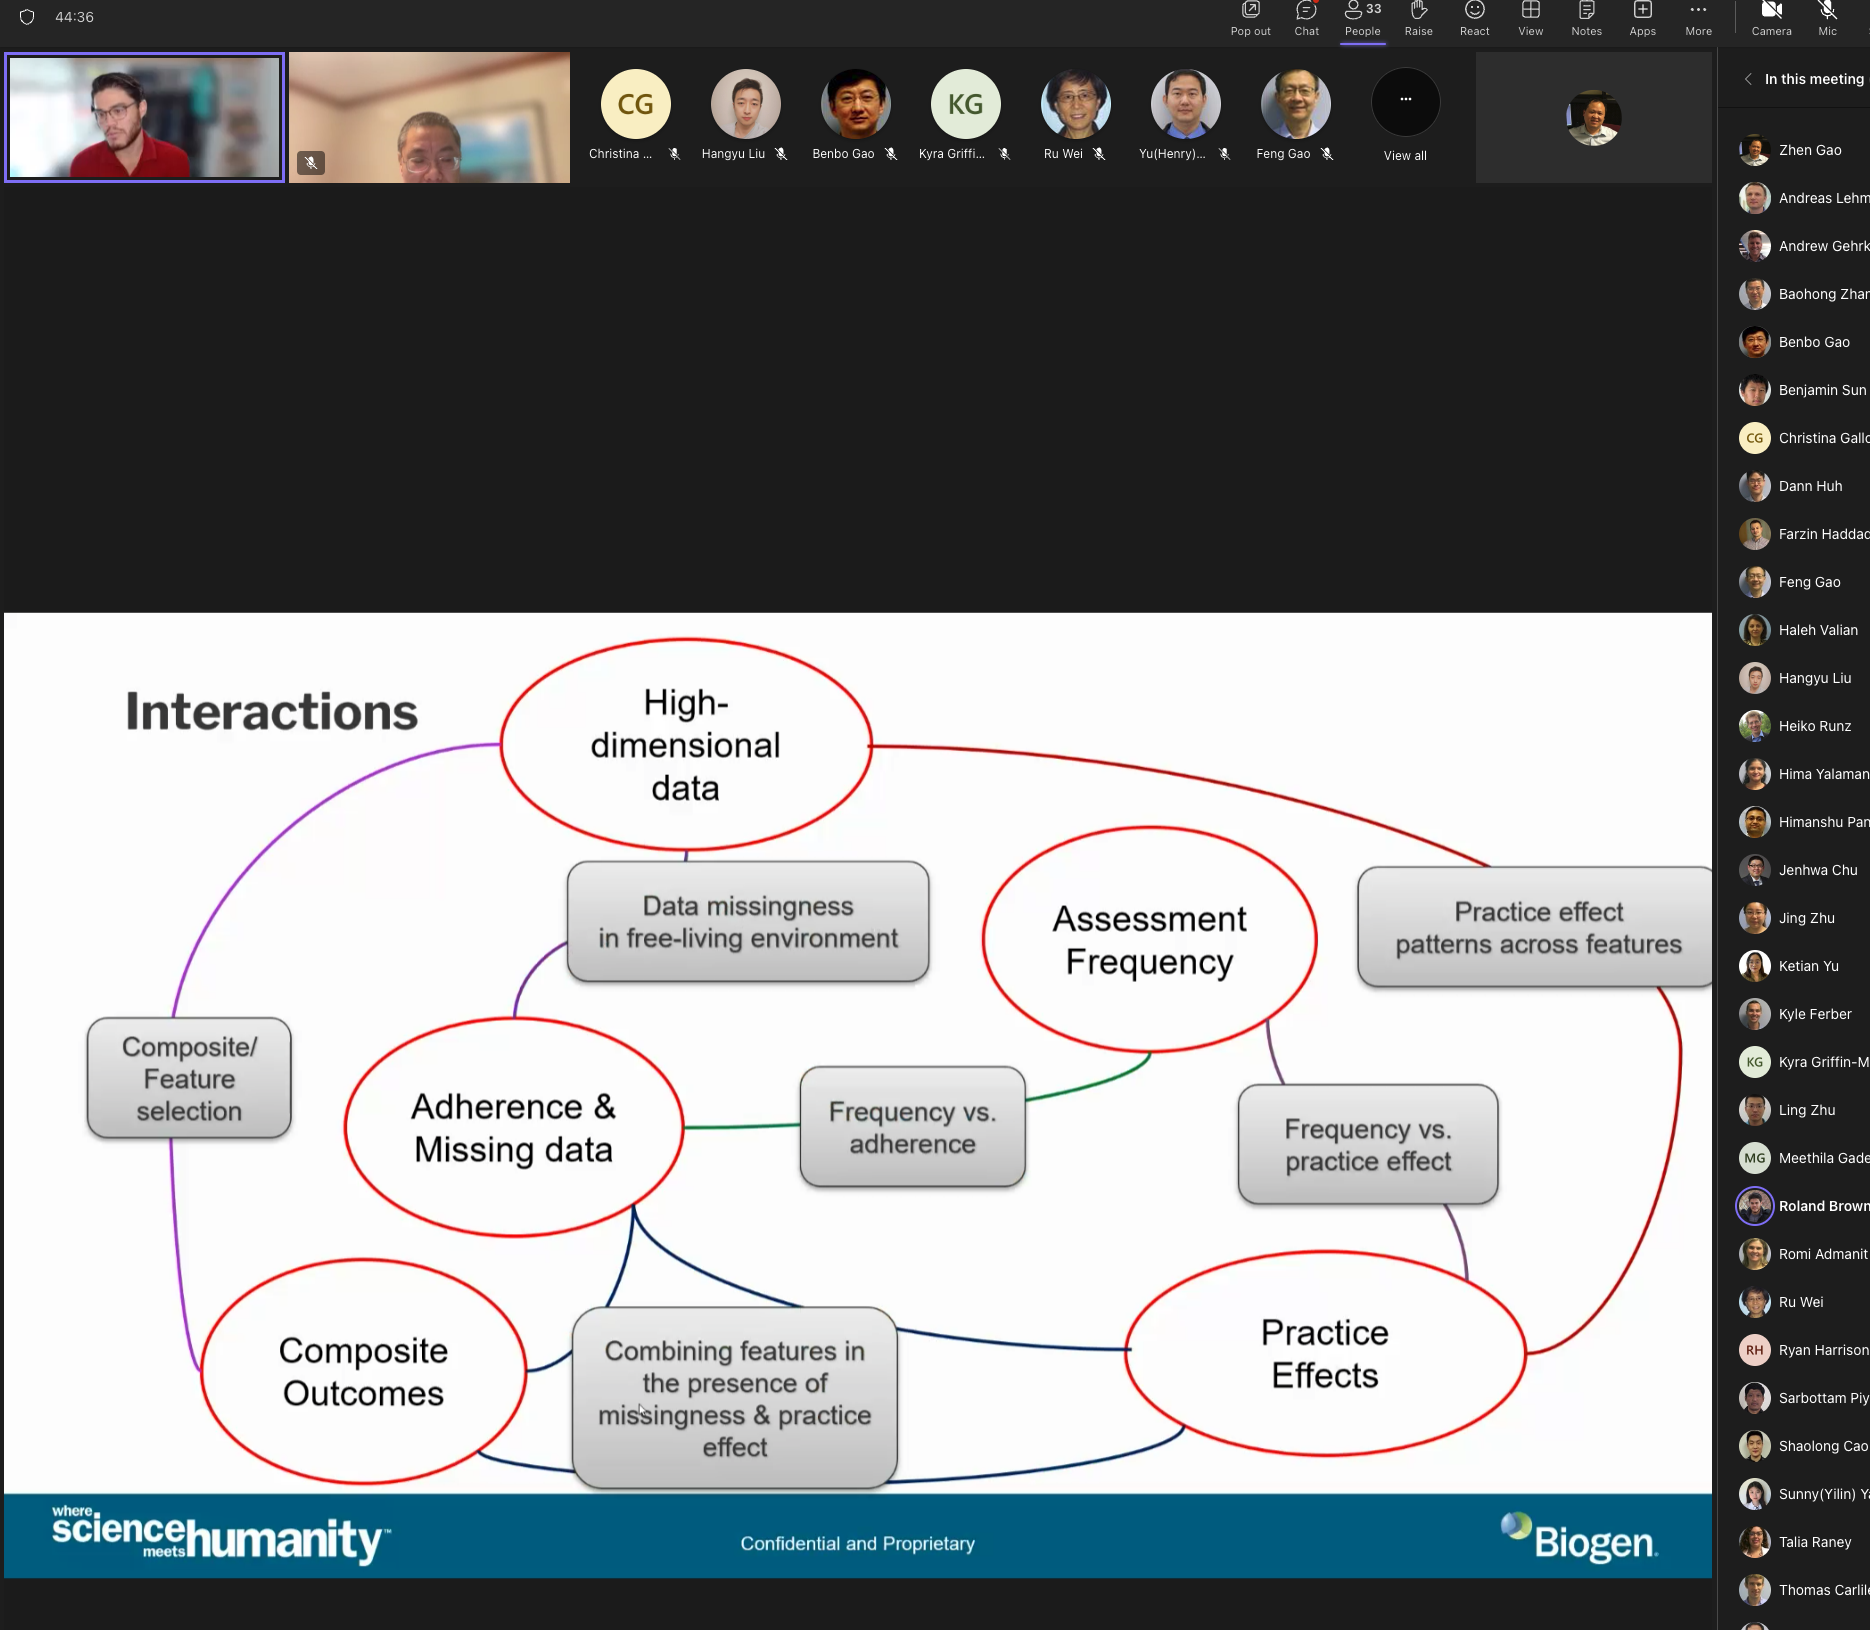 44:36
Pop out
Chat
33
People
Raise
React
View
Notes
Apps
More
Camera
Mic
CG
Christina ...
Hangyu Liu
Benbo Gao
KG
Kyra Griffi...
Ru Wei
Yu(Henry)...
Feng Gao
...
View all
In this meeting
Zhen Gao
Andreas Lehm
Andrew Gehrk
Baohong Zhan
Benbo Gao
Benjamin Sun
CG
Christina Gallo
Dann Huh
Farzin Haddad
Feng Gao
Haleh Valian
Hangyu Liu
Heiko Runz
Hima Yalaman
Himanshu Pan
Jenhwa Chu
Jing Zhu
Ketian Yu
Kyle Ferber
KG
Kyra Griffin-M
Ling Zhu
MG
Meethila Gade
Roland Brown
Romi Admanit
Ru Wei
RH
Ryan Harrison
Sarbottam Piy
Shaolong Cao
Sunny(Yilin) Ya
Talia Raney
Thomas Carlile
Interactions
High-
dimensional
data
Data missingness
in free-living environment
Assessment
Frequency
Practice effect
patterns across features
Composite/
Feature
selection
Adherence &
Missing data
Frequency vs.
adherence
Frequency vs.
practice effect
Composite
Outcomes
Combining features in
the presence of
missingness & practice
effect
Practice
Effects
where
science meets humanity™
Confidential and Proprietary
Biogen.